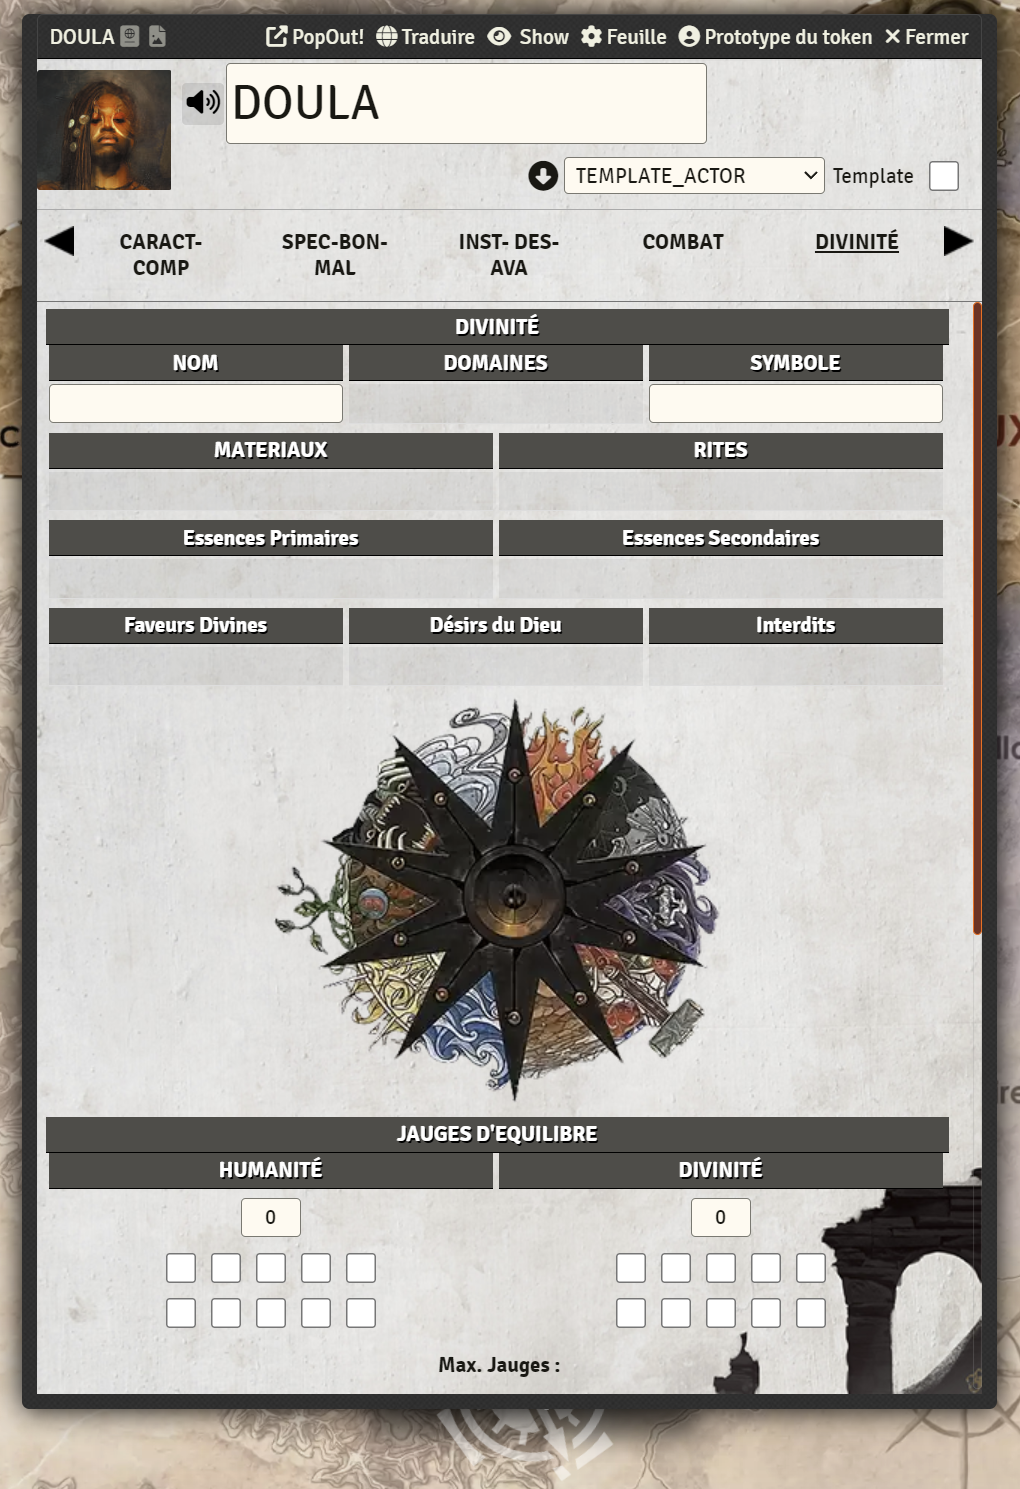 DOULA PopOut! Traduire Show Feuille Prototype du token Fermer
DOULA
TEMPLATE_ACTOR Template
CARACT-COMP SPEC-BON-MAL INST- DES-AVA COMBAT DIVINITÉ
DIVINITÉ
NOM DOMAINES SYMBOLE
MATERIAUX RITES
Essences Primaires Essences Secondaires
Faveurs Divines Désirs du Dieu Interdits
JAUGES D'EQUILIBRE
HUMANITÉ DIVINITÉ
0 0
Max. Jauges :